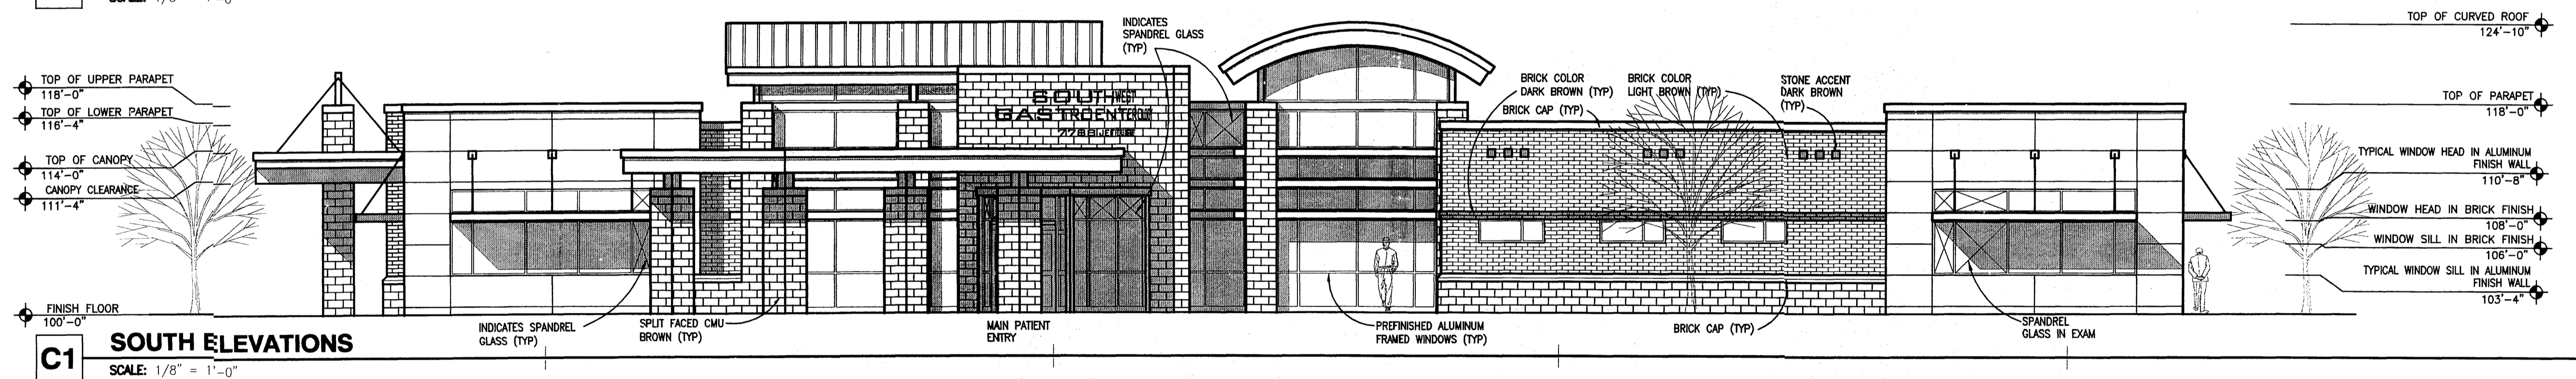 SCALE: 1/8" = 1'-0"
TOP OF UPPER PARAPET
118'-0"
TOP OF LOWER PARAPET
116'-4"
TOP OF CANOPY
114'-0"
CANOPY CLEARANCE
111'-4"
FINISH FLOOR
100'-0"
INDICATES
SPANDREL GLASS
(TYP)
SOUTHWEST
BRICK COLOR
DARK BROWN (TYP)
BRICK CAP (TYP)
BRICK COLOR
LIGHT BROWN (TYP)
STONE ACCENT
DARK BROWN
(TYP)
TOP OF CURVED ROOF
124'-10"
TOP OF PARAPET
118'-0"
TYPICAL WINDOW HEAD IN ALUMINUM
FINISH WALL
110'-8"
WINDOW HEAD IN BRICK FINISH
108'-0"
WINDOW SILL IN BRICK FINISH
106'-0"
TYPICAL WINDOW SILL IN ALUMINUM
FINISH WALL
103'-4"
INDICATES SPANDREL
GLASS (TYP)
SPLIT FACED CMU
BROWN (TYP)
MAIN PATIENT
ENTRY
PREFINISHED ALUMINUM
FRAMED WINDOWS (TYP)
BRICK CAP (TYP)
SPANDREL
GLASS IN EXAM
C1
SOUTH ELEVATIONS
SCALE: 1/8" = 1'-0"